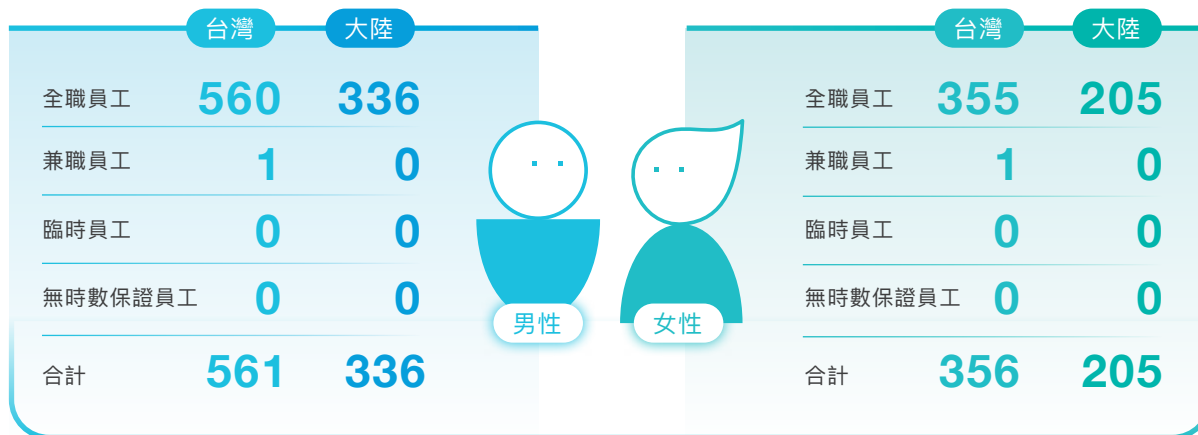 台灣 大陸
全職員工 560 336
兼職員工 1 0
臨時員工 0 0
無時數保證員工 0 0
合計 561 336
男性
女性
台灣 大陸
全職員工 355 205
兼職員工 1 0
臨時員工 0 0
無時數保證員工 0 0
合計 356 205